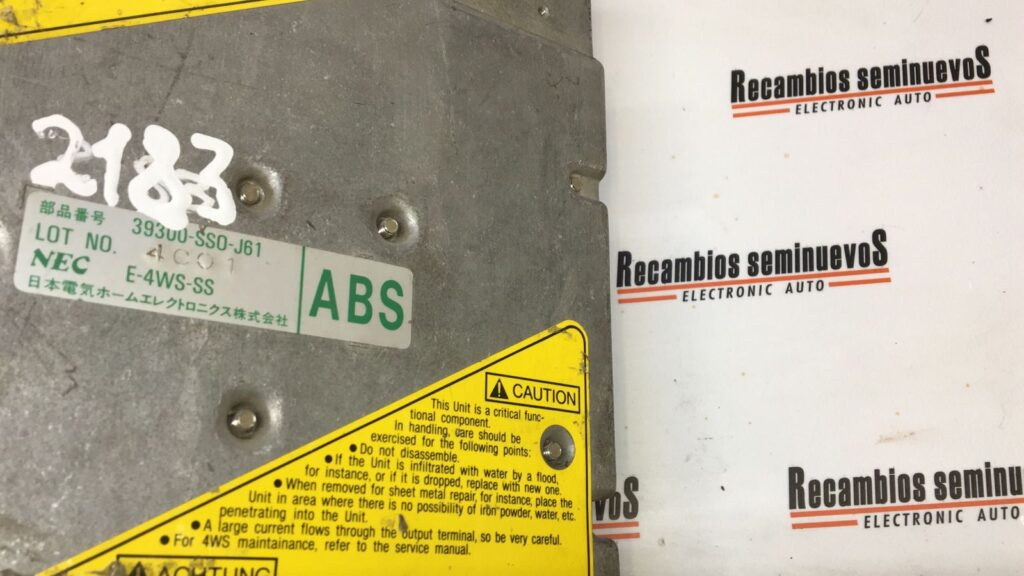 2183
部品番号 39300-SS0-J61
LOT NO. 4C01
NEC E-4WS-SS
日本電気ホームエレクトロニクス株式会社
ABS
CAUTION
This Unit is a critical func-
tional component.
In handling, care should be
exercised for the following points:
● Do not disassemble.
● If the Unit is infiltrated with water by a flood,
for instance, or if it is dropped, replace with new one.
● When removed for sheet metal repair, for instance, place the
Unit in area where there is no possibility of iron powder, water, etc.
penetrating into the Unit.
● A large current flows through the output terminal, so be very careful.
● For 4WS maintainance, refer to the service manual.
ACHTUNG
Recambios seminuevoS
ELECTRONIC AUTO
Recambios seminuevoS
ELECTRONIC AUTO
Recambios seminu
ELECTRONIC AUTO
oS